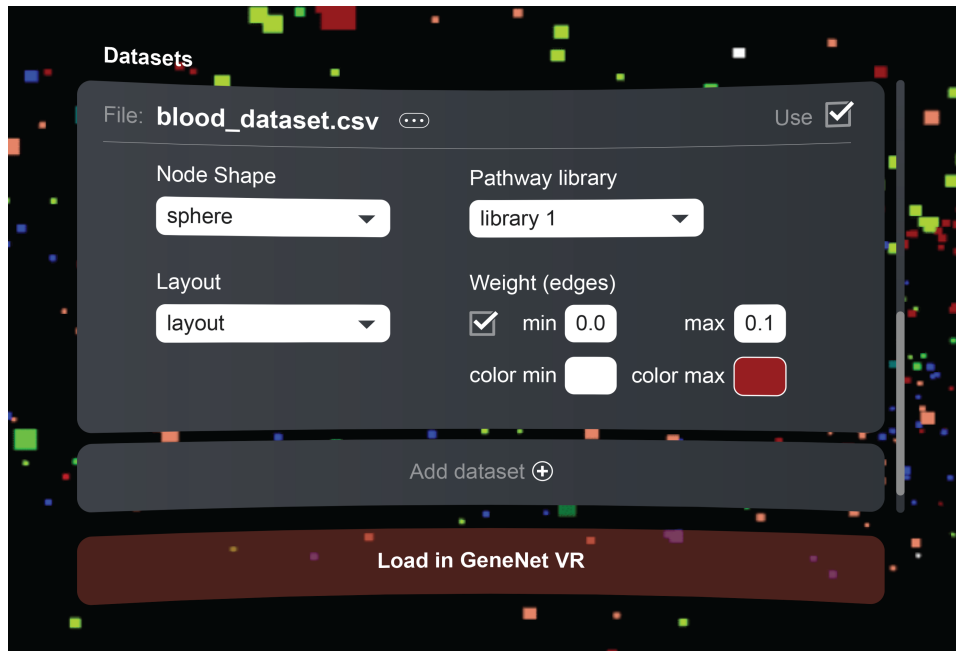 Datasets
File: blood_dataset.csv Use
Node Shape Pathway library
sphere library 1
Layout Weight (edges)
layout min 0.0 max 0.1
color min color max
Add dataset
Load in GeneNet VR